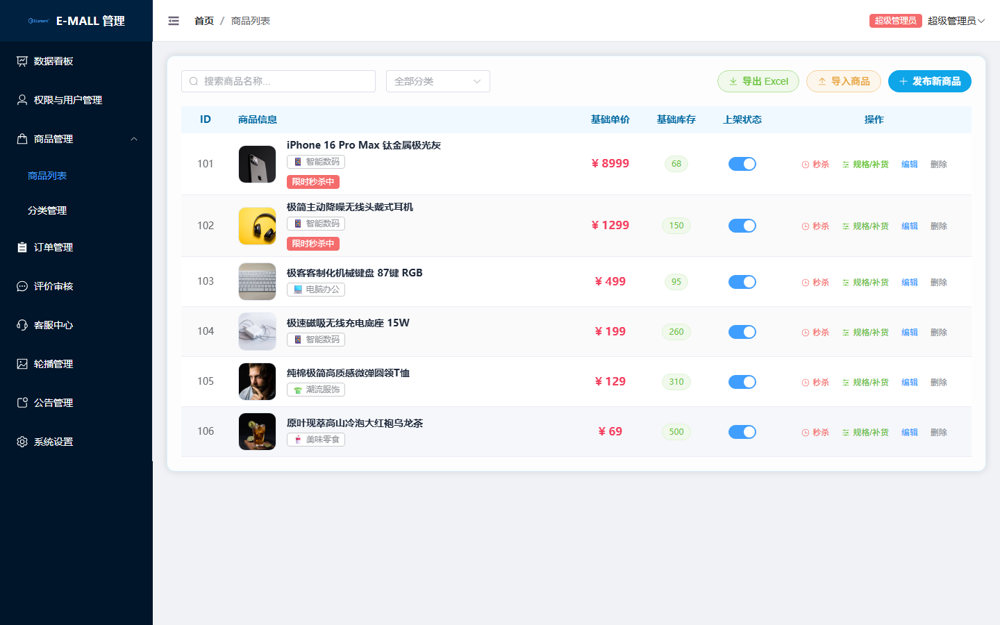 Element
E-MALL 管理
首页 / 商品列表
超级管理员 超级管理员
数据看板
权限与用户管理
商品管理
商品列表
分类管理
订单管理
评价审核
客服中心
轮播管理
公告管理
系统设置
搜索商品名称...
全部分类
导出 Excel
导入商品
发布新商品
ID 商品信息 基础单价 基础库存 上架状态 操作
101
iPhone 16 Pro Max 钛金属极光灰
智能数码
限时秒杀中
¥ 8999
68
秒杀 规格/补货 编辑 删除
102
极简主动降噪无线头戴式耳机
智能数码
限时秒杀中
¥ 1299
150
秒杀 规格/补货 编辑 删除
103
极客客制化机械键盘 87键 RGB
电脑办公
¥ 499
95
秒杀 规格/补货 编辑 删除
104
极速磁吸无线充电底座 15W
智能数码
¥ 199
260
秒杀 规格/补货 编辑 删除
105
纯棉极简高质感微弹圆领T恤
潮流服饰
¥ 129
310
秒杀 规格/补货 编辑 删除
106
原叶现萃高山冷泡大红袍乌龙茶
美味零食
¥ 69
500
秒杀 规格/补货 编辑 删除